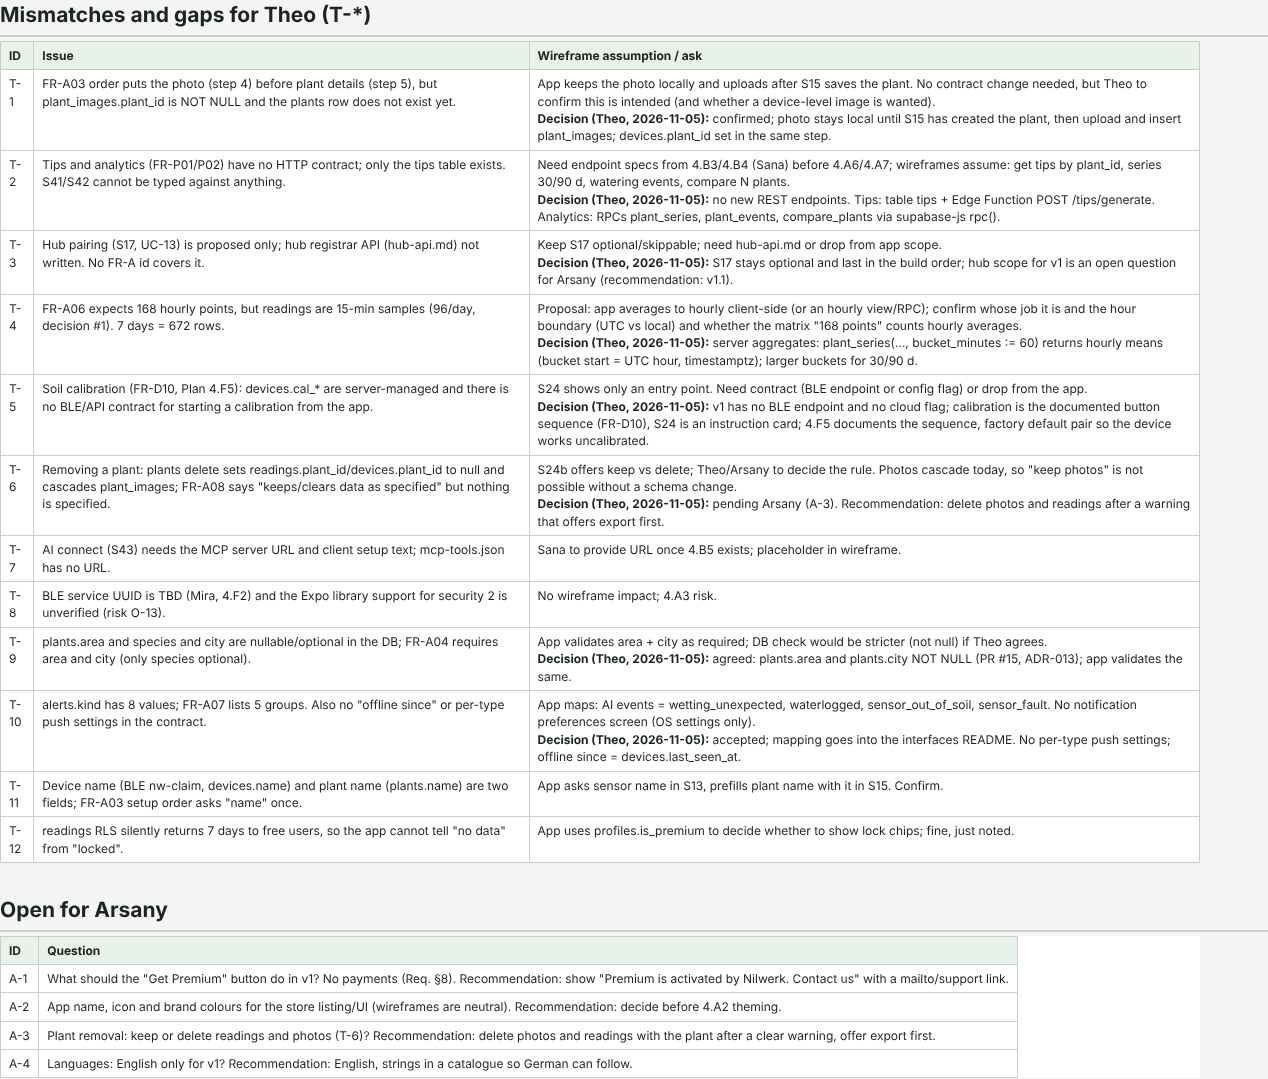 Mismatches and gaps for Theo (T-*)
ID Issue Wireframe assumption / ask
T-1
FR-A03 order puts the photo (step 4) before plant details (step 5), but
plant_images.plant_id is NOT NULL and the plants row does not exist yet.
App keeps the photo locally and uploads after S15 saves the plant. No contract change needed, but Theo to
confirm this is intended (and whether a device-level image is wanted).
Decision (Theo, 2026-11-05): confirmed; photo stays local until S15 has created the plant, then upload and insert
plant_images; devices.plant_id set in the same step.
T-2
Tips and analytics (FR-P01/P02) have no HTTP contract; only the tips table exists.
S41/S42 cannot be typed against anything.
Need endpoint specs from 4.B3/4.B4 (Sana) before 4.A6/4.A7; wireframes assume: get tips by plant_id, series
30/90 d, watering events, compare N plants.
Decision (Theo, 2026-11-05): no new REST endpoints. Tips: table tips + Edge Function POST /tips/generate.
Analytics: RPCs plant_series, plant_events, compare_plants via supabase-js rpc().
T-3
Hub pairing (S17, UC-13) is proposed only; hub registrar API (hub-api.md) not
written. No FR-A id covers it.
Keep S17 optional/skippable; need hub-api.md or drop from app scope.
Decision (Theo, 2026-11-05): S17 stays optional and last in the build order; hub scope for v1 is an open question
for Arsany (recommendation: v1.1).
T-4
FR-A06 expects 168 hourly points, but readings are 15-min samples (96/day,
decision #1). 7 days = 672 rows.
Proposal: app averages to hourly client-side (or an hourly view/RPC); confirm whose job it is and the hour
boundary (UTC vs local) and whether the matrix "168 points" counts hourly averages.
Decision (Theo, 2026-11-05): server aggregates: plant_series(..., bucket_minutes := 60) returns hourly means
(bucket start = UTC hour, timestamptz); larger buckets for 30/90 d.
T-5
Soil calibration (FR-D10, Plan 4.F5): devices.cal_* are server-managed and there is
no BLE/API contract for starting a calibration from the app.
S24 shows only an entry point. Need contract (BLE endpoint or config flag) or drop from the app.
Decision (Theo, 2026-11-05): v1 has no BLE endpoint and no cloud flag; calibration is the documented button
sequence (FR-D10), S24 is an instruction card; 4.F5 documents the sequence, factory default pair so the device
works uncalibrated.
T-6
Removing a plant: plants delete sets readings.plant_id/devices.plant_id to null and
cascades plant_images; FR-A08 says "keeps/clears data as specified" but nothing
is specified.
S24b offers keep vs delete; Theo/Arsany to decide the rule. Photos cascade today, so "keep photos" is not
possible without a schema change.
Decision (Theo, 2026-11-05): pending Arsany (A-3). Recommendation: delete photos and readings after a warning
that offers export first.
T-7
AI connect (S43) needs the MCP server URL and client setup text; mcp-tools.json
has no URL.
Sana to provide URL once 4.B5 exists; placeholder in wireframe.
T-8
BLE service UUID is TBD (Mira, 4.F2) and the Expo library support for security 2 is
unverified (risk O-13).
No wireframe impact; 4.A3 risk.
T-9
plants.area and species and city are nullable/optional in the DB; FR-A04 requires
area and city (only species optional).
App validates area + city as required; DB check would be stricter (not null) if Theo agrees.
Decision (Theo, 2026-11-05): agreed: plants.area and plants.city NOT NULL (PR #15, ADR-013); app validates the
same.
T-10
alerts.kind has 8 values; FR-A07 lists 5 groups. Also no "offline since" or per-type
push settings in the contract.
App maps: AI events = wetting_unexpected, waterlogged, sensor_out_of_soil, sensor_fault. No notification
preferences screen (OS settings only).
Decision (Theo, 2026-11-05): accepted; mapping goes into the interfaces README. No per-type push settings;
offline since = devices.last_seen_at.
T-11
Device name (BLE nw-claim, devices.name) and plant name (plants.name) are two
fields; FR-A03 setup order asks "name" once.
App asks sensor name in S13, prefills plant name with it in S15. Confirm.
T-12
readings RLS silently returns 7 days to free users, so the app cannot tell "no data"
from "locked".
App uses profiles.is_premium to decide whether to show lock chips; fine, just noted.
Open for Arsany
ID Question
A-1 What should the "Get Premium" button do in v1? No payments (Req. §8). Recommendation: show "Premium is activated by Nilwerk. Contact us" with a mailto/support link.
A-2 App name, icon and brand colours for the store listing/UI (wireframes are neutral). Recommendation: decide before 4.A2 theming.
A-3 Plant removal: keep or delete readings and photos (T-6)? Recommendation: delete photos and readings with the plant after a clear warning, offer export first.
A-4 Languages: English only for v1? Recommendation: English, strings in a catalogue so German can follow.